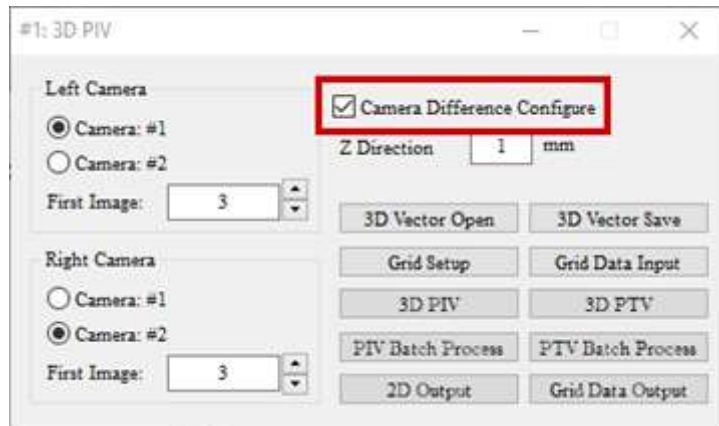 #1: 3D PIV
Left Camera
Camera: #1
Camera: #2
First Image: 3
Camera Difference Configure
Z Direction 1 mm
3D Vector Open 3D Vector Save
Grid Setup Grid Data Input
3D PIV 3D PTV
PIV Batch Process PTV Batch Process
2D Output Grid Data Output
Right Camera
Camera: #1
Camera: #2
First Image: 3